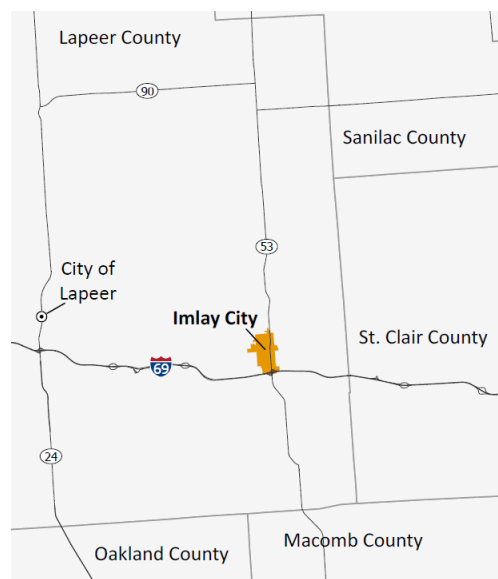 Lapeer County
90
Sanilac County
53
City of
Lapeer
Imlay City
St. Clair County
69
24
Macomb County
Oakland County